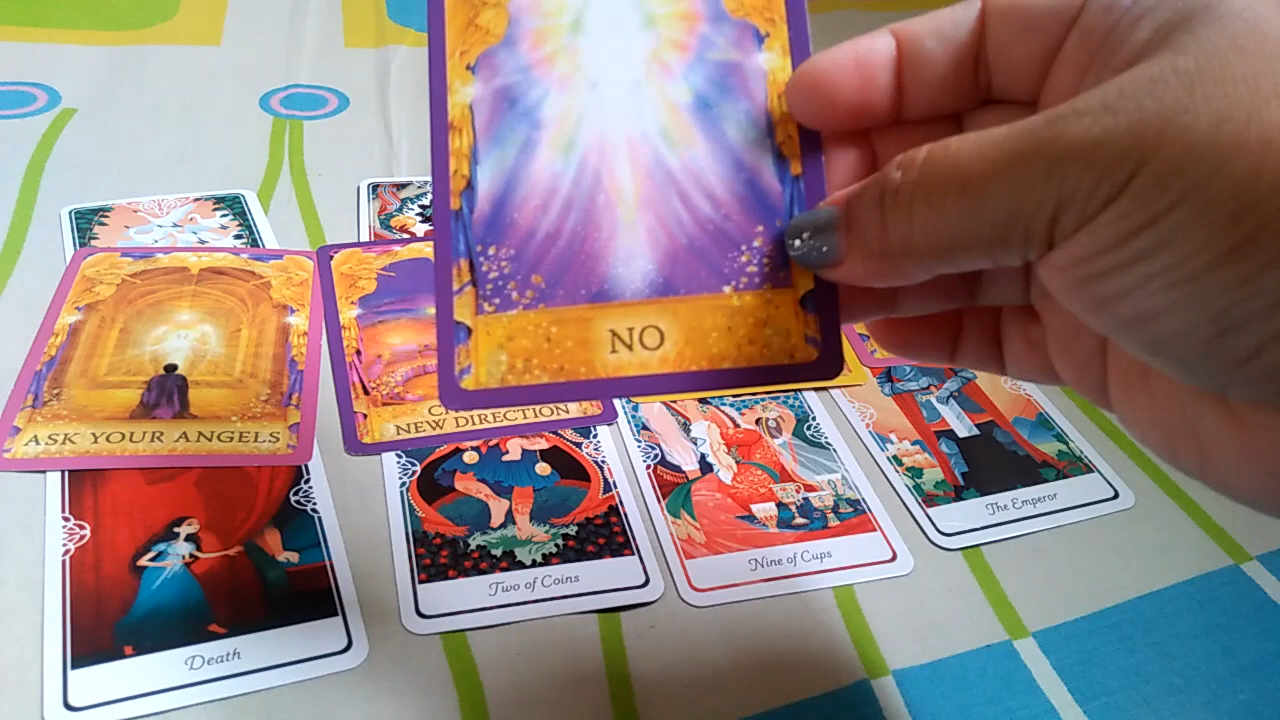 NO
ASK YOUR ANGELS
NEW DIRECTION
The Emperor
Nine of Cups
Two of Coins
Death